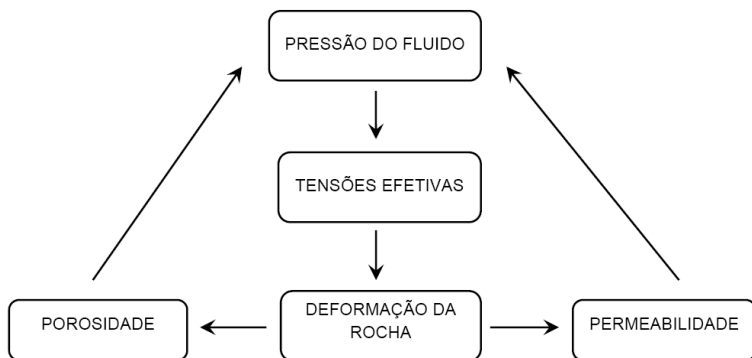 PRESSÃO DO FLUIDO
TENSÕES EFETIVAS
POROSIDADE
DEFORMAÇÃO DA
ROCHA
PERMEABILIDADE